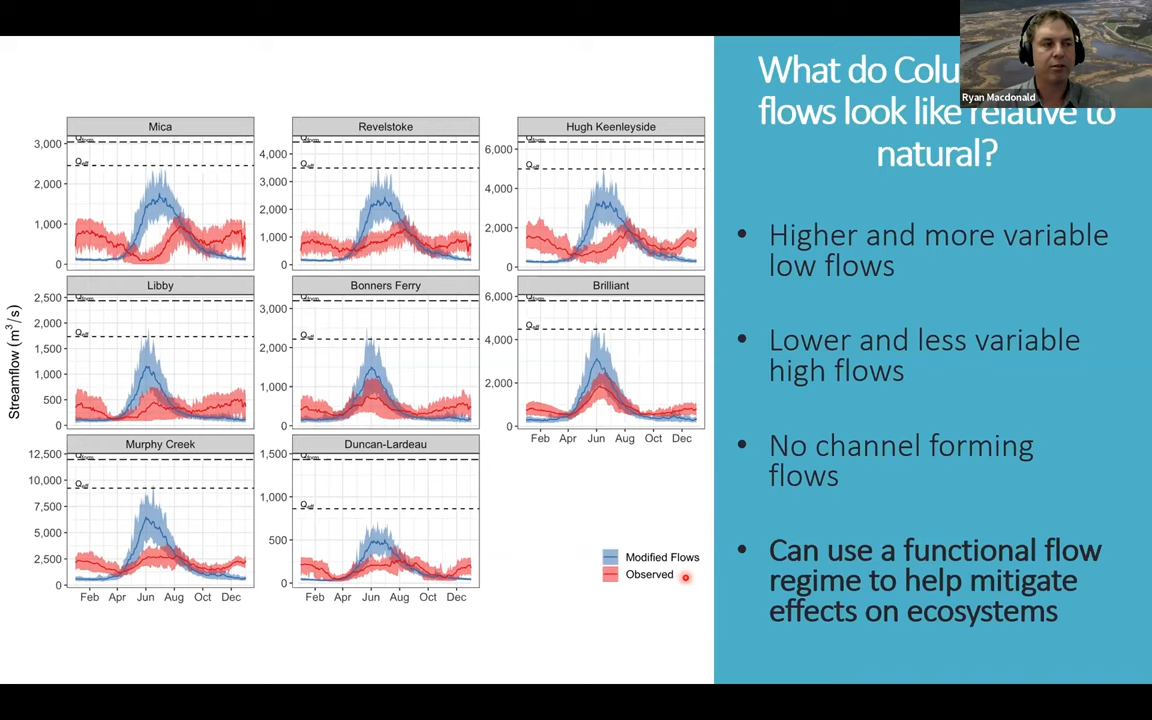 Ryan Macdonald
What do Colu
flows look like relative to
natural?
• Higher and more variable
low flows
• Lower and less variable
high flows
• No channel forming
flows
• Can use a functional flow
regime to help mitigate
effects on ecosystems
Streamflow (m³/s)
Mica
3,000
2,000
1,000
0
Revelstoke
4,000
3,000
2,000
1,000
0
Hugh Keenleyside
6,000
4,000
2,000
0
Libby
2,500
2,000
1,500
1,000
500
0
Bonners Ferry
3,000
2,000
1,000
0
Brilliant
6,000
4,000
2,000
0
Feb Apr Jun Aug Oct Dec
Murphy Creek
12,500
10,000
7,500
5,000
2,500
0
Feb Apr Jun Aug Oct Dec
Duncan-Lardeau
1,500
1,000
500
0
Feb Apr Jun Aug Oct Dec
Modified Flows
Observed